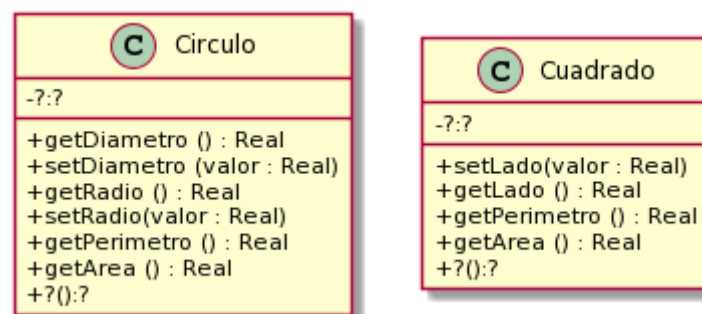 C Circulo
-?:?
+getDiametro () : Real
+setDiametro (valor : Real)
+getRadio () : Real
+setRadio(valor : Real)
+getPerimetro () : Real
+getArea () : Real
+?():?
C Cuadrado
-?:?
+setLado(valor : Real)
+getLado () : Real
+getPerimetro () : Real
+getArea () : Real
+?():?